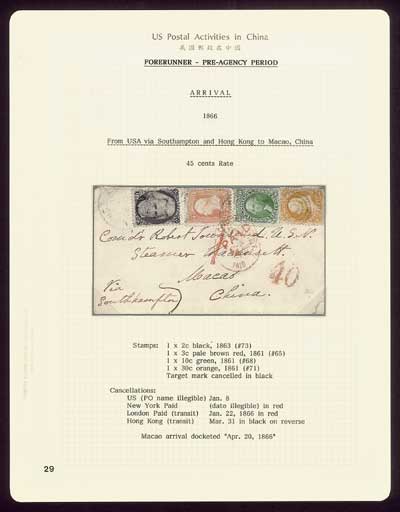 US Postal Activities in China
美國郵政在中國
FORERUNNER - PRE-AGENCY PERIOD
ARRIVAL
1866
From USA via Southampton and Hong Kong to Macao, China
45 cents Rate
PAID
Robert Townsend. U.S.N.
Steamer
Macao
China.
Via
Southampton
40
Stamps: 1 x 2c black, 1863 (#73)
1 x 3c pale brown red, 1861 (#65)
1 x 10c green, 1861 (#68)
1 x 30c orange, 1861 (#71)
Target mark cancelled in black
Cancellations:
US (PO name illegible) Jan. 8
New York Paid (date illegible) in red
London Paid (transit) Jan. 22, 1866 in red
Hong Kong (transit) Mar. 31 in black on reverse
Macao arrival docketed "Apr. 20, 1866"
29